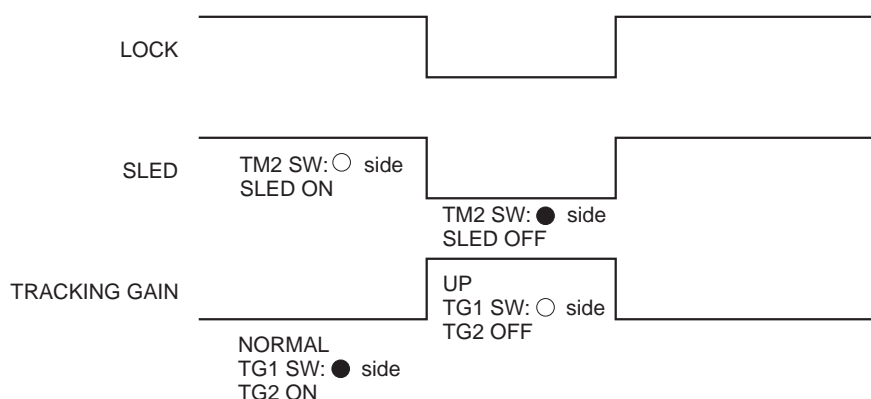 LOCK
SLED
TM2 SW: ○ side
SLED ON
TM2 SW: ● side
SLED OFF
TRACKING GAIN
UP
TG1 SW: ○ side
TG2 OFF
NORMAL
TG1 SW: ● side
TG2 ON